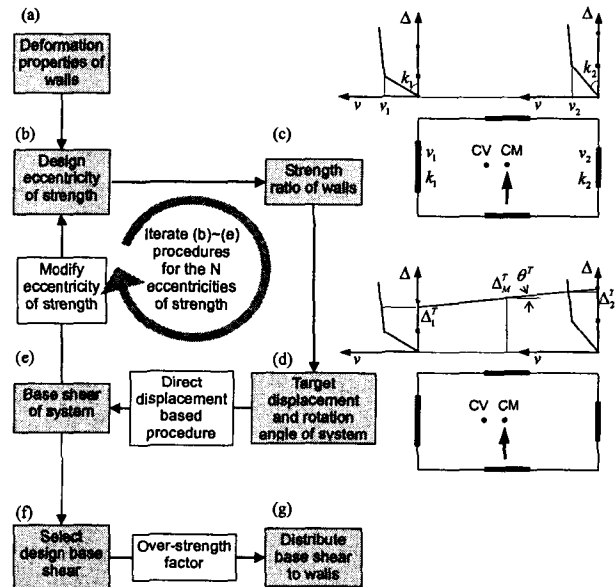 (a)
Deformation
properties of
walls
(b)
Design
eccentricity
of strength
(c)
Strength
ratio of walls
Iterate (b)~(e)
procedures
for the N
eccentricities
of strength
Modify
eccentricity
of strength
(e)
Base shear
of system
Direct
displacement
based
procedure
(d)
Target
displacement
and rotation
angle of system
(f)
Select
design base
shear
Over-strength
factor
(g)
Distribute
base shear
to walls
Δ
k₁
v
v₁
Δ
k₂
v
v₂
v₁
k₁
CV
CM
v₂
k₂
Δ
Δ₁ᵀ
Δ_Mᵀ
θᵀ
Δ₂ᵀ
v
v
CV
CM